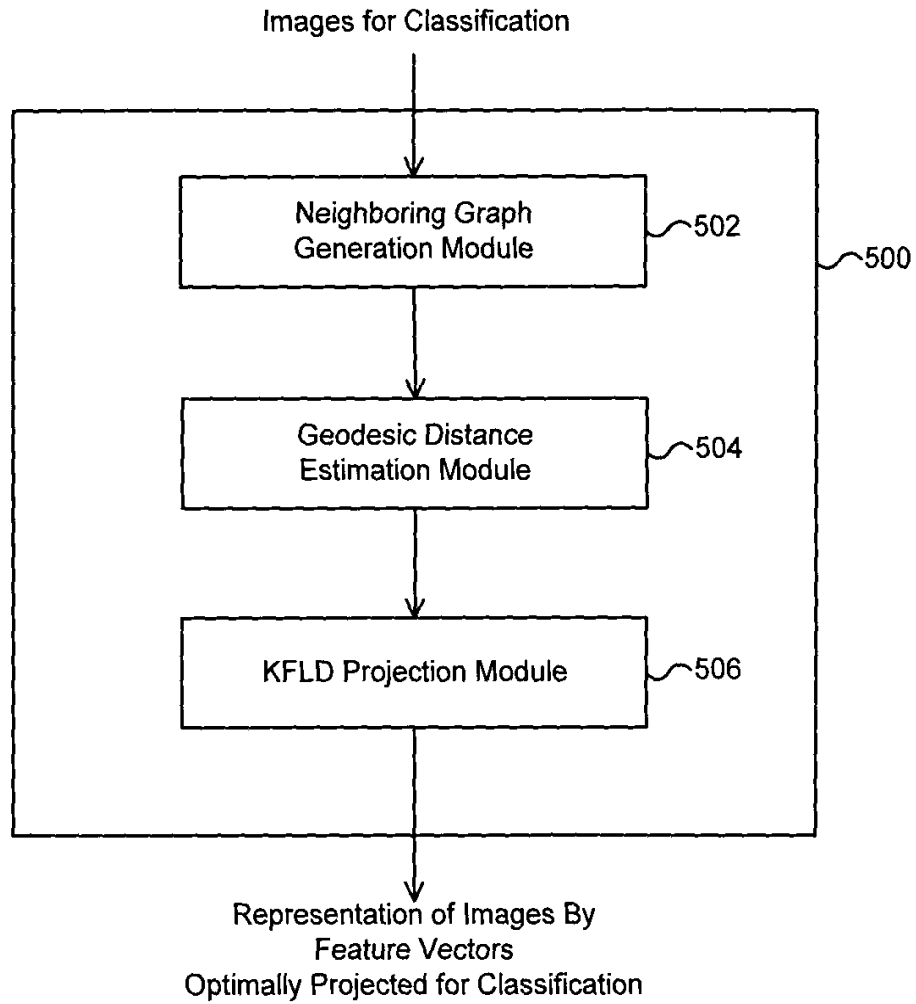 Images for Classification
Neighboring Graph
Generation Module
502
500
Geodesic Distance
Estimation Module
504
KFLD Projection Module
506
Representation of Images By
Feature Vectors
Optimally Projected for Classification